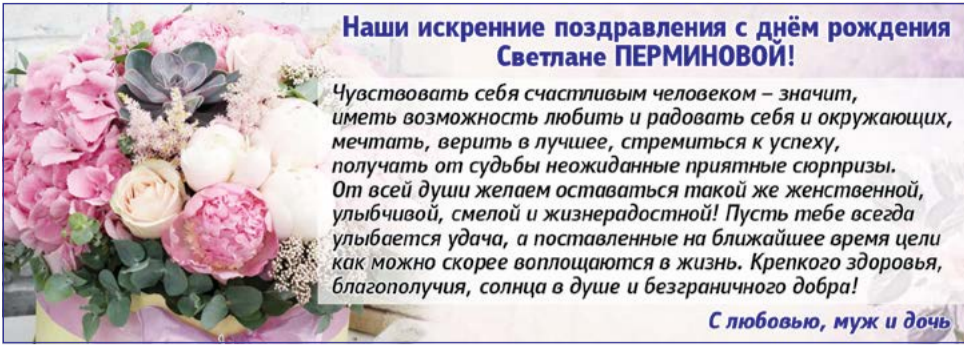 Наши искренние поздравления с днём рождения
Светлане ПЕРМИНОВОЙ!
Чувствовать себя счастливым человеком – значит,
иметь возможность любить и радовать себя и окружающих,
мечтать, верить в лучшее, стремиться к успеху,
получать от судьбы неожиданные приятные сюрпризы.
От всей души желаем оставаться такой же женственной,
улыбчивой, смелой и жизнерадостной! Пусть тебе всегда
улыбается удача, а поставленные на ближайшее время цели
как можно скорее воплощаются в жизнь. Крепкого здоровья,
благополучия, солнца в душе и безграничного добра!
С любовью, муж и дочь